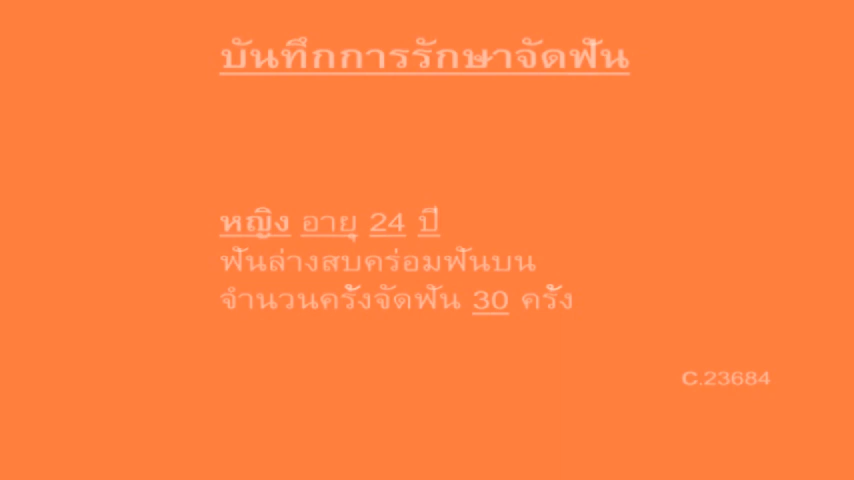 บันทึกการรักษาจัดฟัน
หญิง อายุ 24 ปี
ฟันล่างสบคร่อมฟันบน
จำนวนครั้งจัดฟัน 30 ครั้ง
C.23684